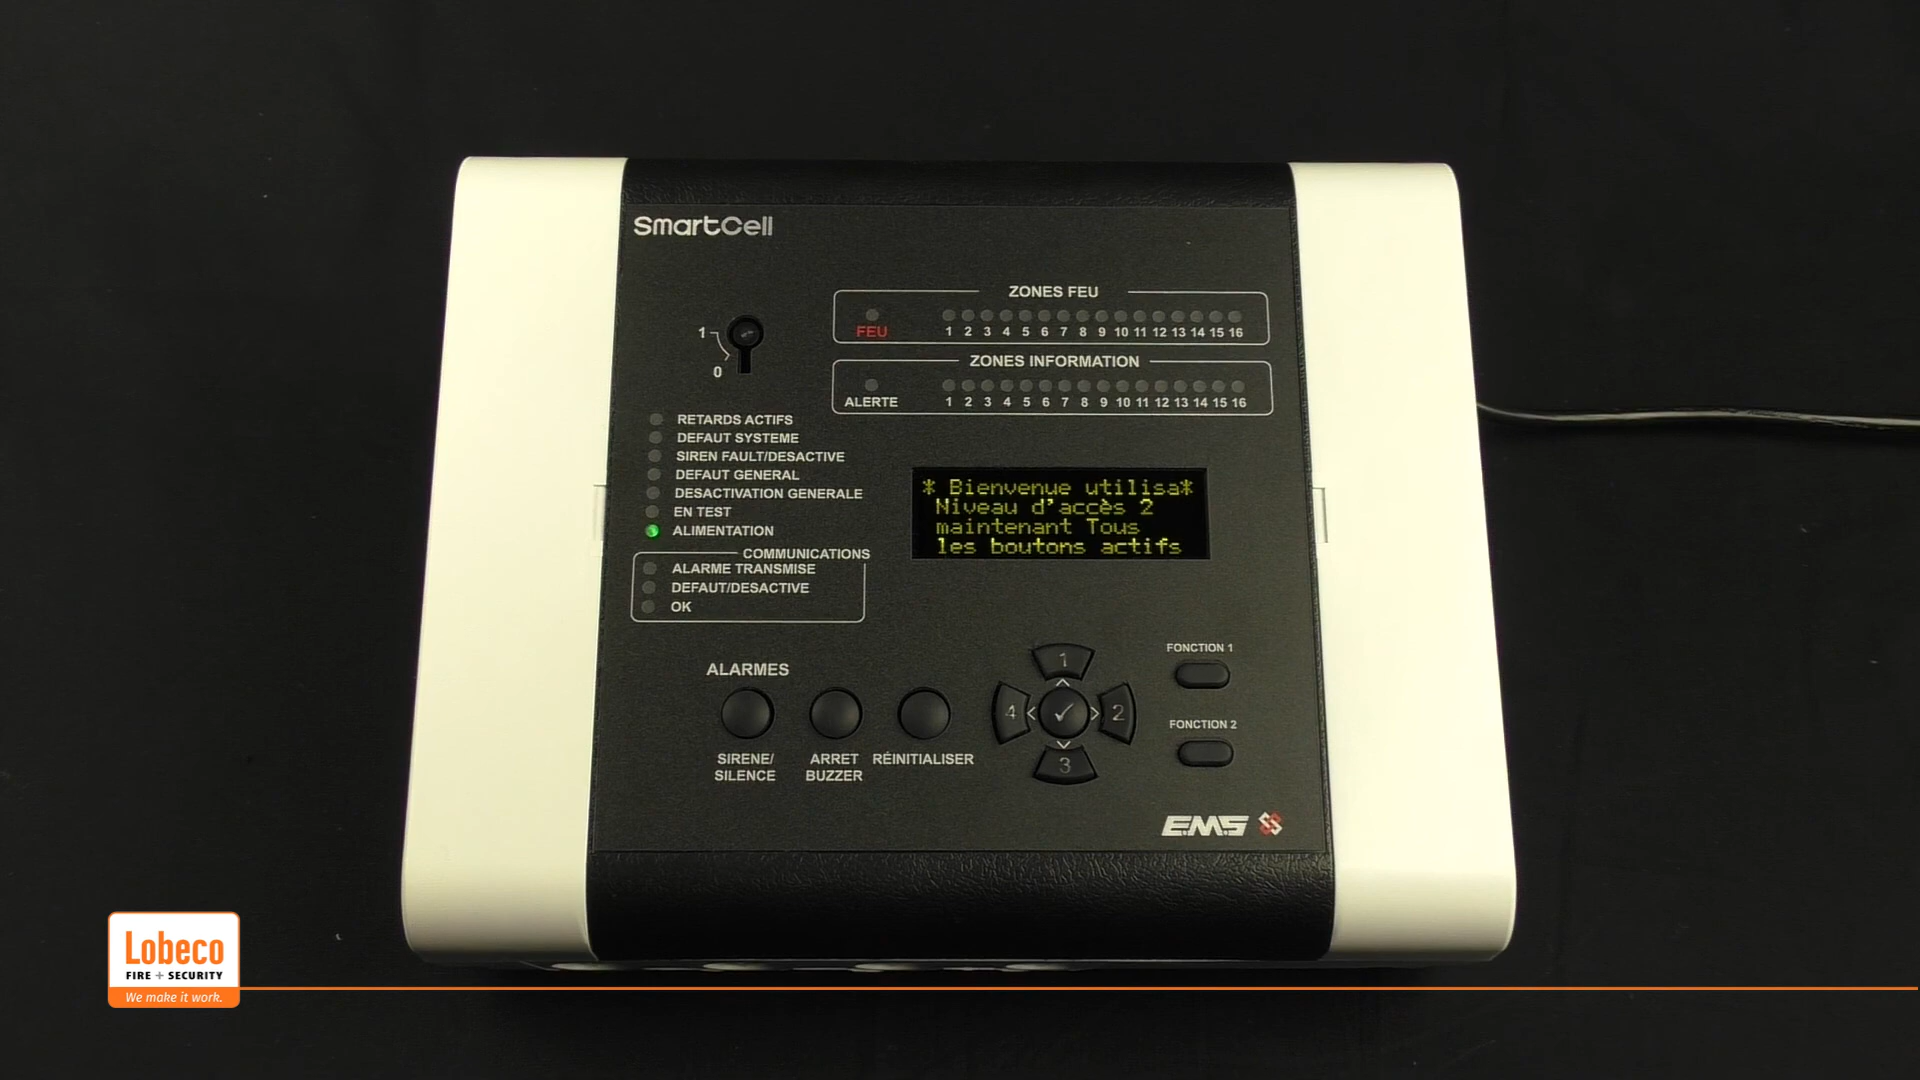 SmartCell
1
0
ZONES FEU
FEU
1 2 3 4 5 6 7 8 9 10 11 12 13 14 15 16
ZONES INFORMATION
ALERTE
1 2 3 4 5 6 7 8 9 10 11 12 13 14 15 16
RETARDS ACTIFS
DEFAUT SYSTEME
SIREN FAULT/DESACTIVE
DEFAUT GENERAL
DESACTIVATION GENERALE
EN TEST
ALIMENTATION
COMMUNICATIONS
ALARME TRANSMISE
DEFAUT/DESACTIVE
OK
* Bienvenue utilisa*
Niveau d'accès 2
maintenant Tous
les boutons actifs
ALARMES
SIRENE/
SILENCE
ARRET
BUZZER
RÉINITIALISER
1
4 < ✓ > 2
3
FONCTION 1
FONCTION 2
EMS
Lobeco
FIRE + SECURITY
We make it work.